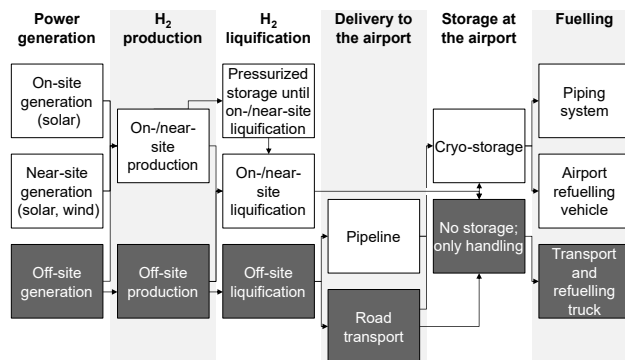 Power
generation
H2
production
H2
liquification
Delivery to
the airport
Storage at
the airport
Fuelling
On-site
generation
(solar)
Near-site
generation
(solar, wind)
Off-site
generation
On-/near-
site
production
Off-site
production
Pressurized
storage until
on-/near-site
liquification
On-/near-
site
liquification
Off-site
liquification
Pipeline
Road
transport
Cryo-storage
No storage;
only handling
Piping
system
Airport
refuelling
vehicle
Transport
and
refuelling
truck